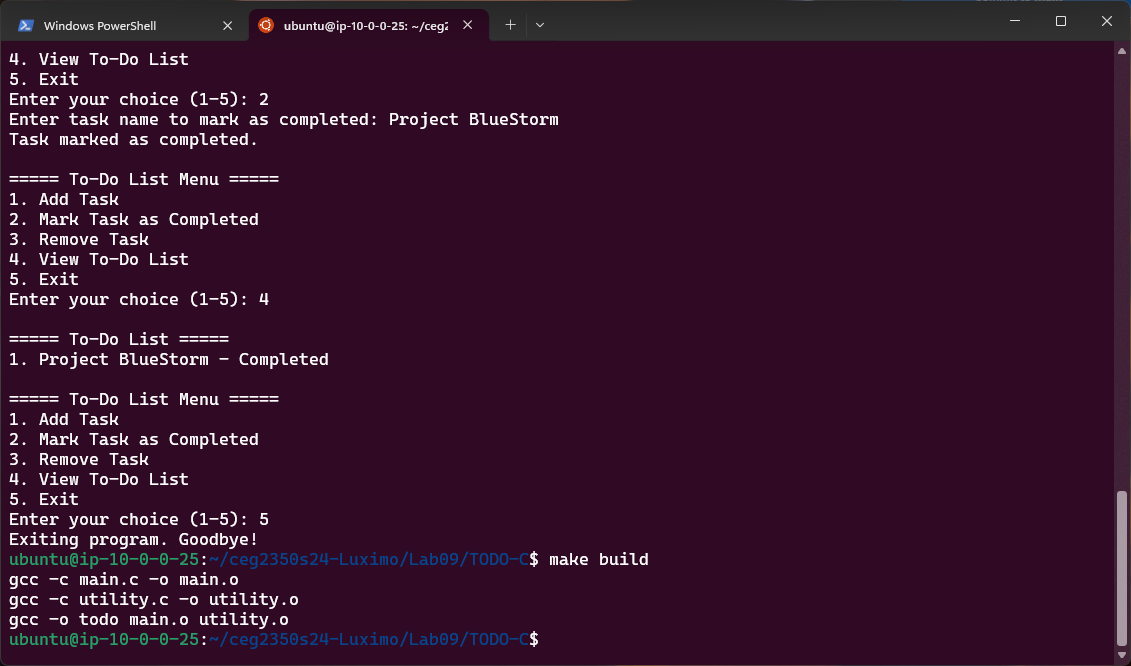 Windows PowerShell
ubuntu@ip-10-0-0-25: ~/ceg2
4. View To-Do List
5. Exit
Enter your choice (1-5): 2
Enter task name to mark as completed: Project BlueStorm
Task marked as completed.
===== To-Do List Menu =====
1. Add Task
2. Mark Task as Completed
3. Remove Task
4. View To-Do List
5. Exit
Enter your choice (1-5): 4
===== To-Do List =====
1. Project BlueStorm - Completed
===== To-Do List Menu =====
1. Add Task
2. Mark Task as Completed
3. Remove Task
4. View To-Do List
5. Exit
Enter your choice (1-5): 5
Exiting program. Goodbye!
ubuntu@ip-10-0-0-25:~/ceg2350s24-Luximo/Lab09/TODO-C$ make build
gcc -c main.c -o main.o
gcc -c utility.c -o utility.o
gcc -o todo main.o utility.o
ubuntu@ip-10-0-0-25:~/ceg2350s24-Luximo/Lab09/TODO-C$